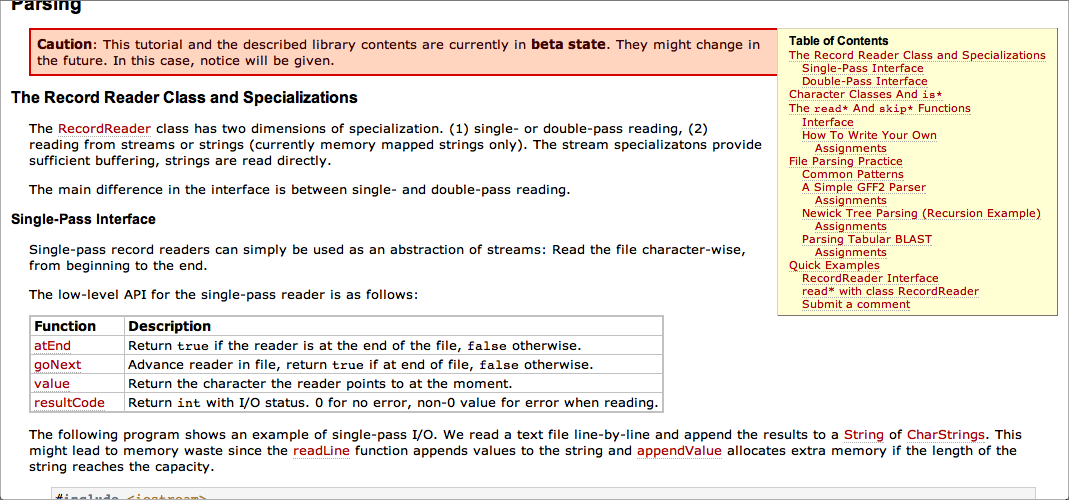 Parsing
Caution: This tutorial and the described library contents are currently in beta state. They might change in
the future. In this case, notice will be given.
The Record Reader Class and Specializations
The RecordReader class has two dimensions of specialization. (1) single- or double-pass reading, (2)
reading from streams or strings (currently memory mapped strings only). The stream specializatons provide
sufficient buffering, strings are read directly.
The main difference in the interface is between single- and double-pass reading.
Single-Pass Interface
Single-pass record readers can simply be used as an abstraction of streams: Read the file character-wise,
from beginning to the end.
The low-level API for the single-pass reader is as follows:
Function Description
atEnd Return true if the reader is at the end of the file, false otherwise.
goNext Advance reader in file, return true if at end of file, false otherwise.
value Return the character the reader points to at the moment.
resultCode Return int with I/O status. 0 for no error, non-0 value for error when reading.
Table of Contents
The Record Reader Class and Specializations
Single-Pass Interface
Double-Pass Interface
Character Classes And is*
The read* And skip* Functions
Interface
How To Write Your Own
Assignments
File Parsing Practice
Common Patterns
A Simple GFF2 Parser
Assignments
Newick Tree Parsing (Recursion Example)
Assignments
Parsing Tabular BLAST
Assignments
Quick Examples
RecordReader Interface
read* with class RecordReader
Submit a comment
The following program shows an example of single-pass I/O. We read a text file line-by-line and append the results to a String of CharStrings. This
might lead to memory waste since the readLine function appends values to the string and appendValue allocates extra memory if the length of the
string reaches the capacity.
#include <iostream>